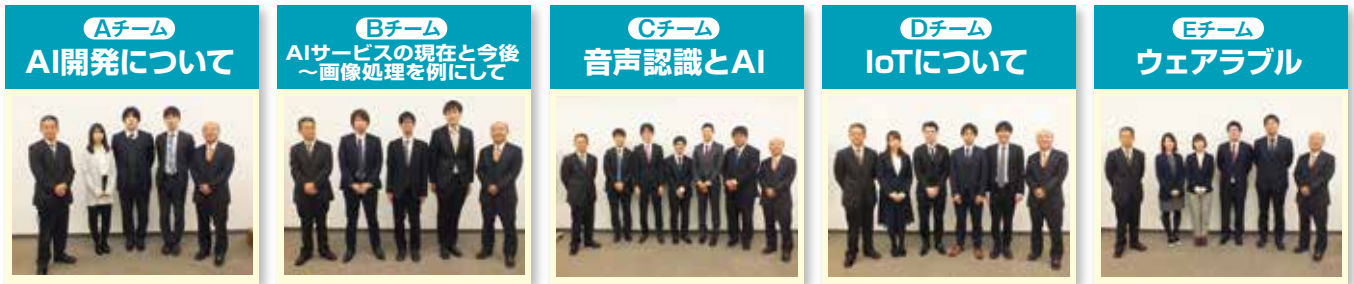 Aチーム
AI開発について
Bチーム
AIサービスの現在と今後
～画像処理を例にして
Cチーム
音声認識とAI
Dチーム
IoTについて
Eチーム
ウェアラブル